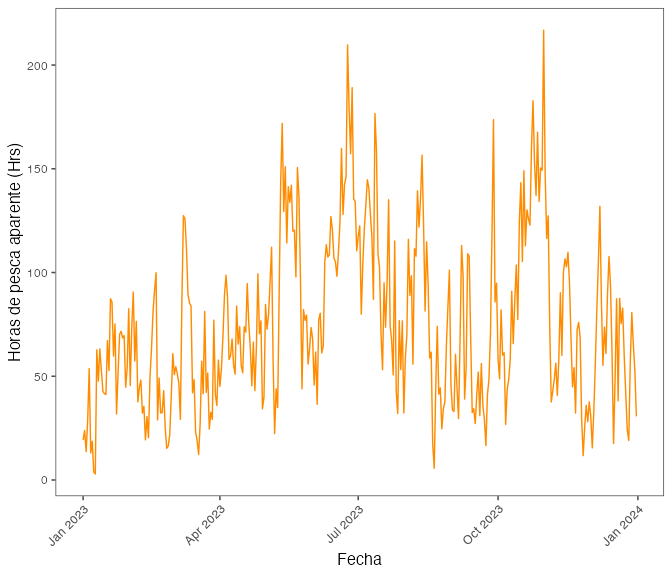 Horas de pesca aparente (Hrs)
200
150
100
50
0
Jan 2023
Apr 2023
Jul 2023
Oct 2023
Jan 2024
Fecha